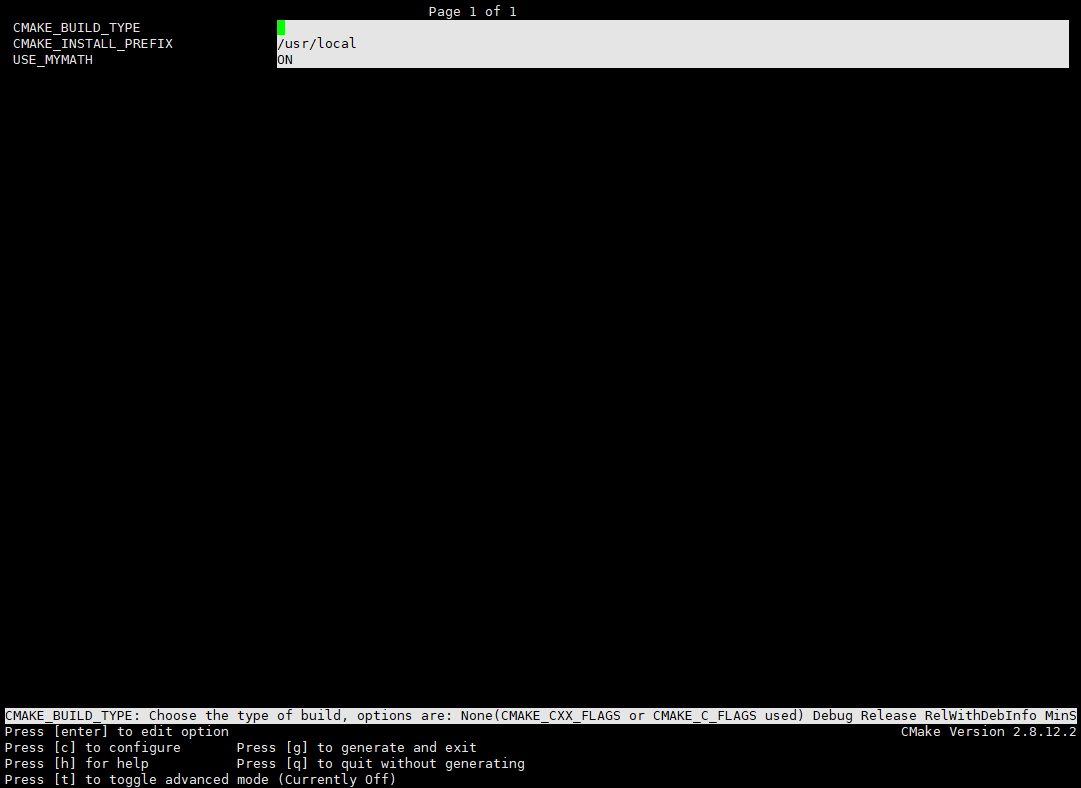 Page 1 of 1
CMAKE_BUILD_TYPE
CMAKE_INSTALL_PREFIX /usr/local
USE_MYMATH ON
CMAKE_BUILD_TYPE: Choose the type of build, options are: None(CMAKE_CXX_FLAGS or CMAKE_C_FLAGS used) Debug Release RelWithDebInfo MinS
Press [enter] to edit option CMake Version 2.8.12.2
Press [c] to configure Press [g] to generate and exit
Press [h] for help Press [q] to quit without generating
Press [t] to toggle advanced mode (Currently Off)